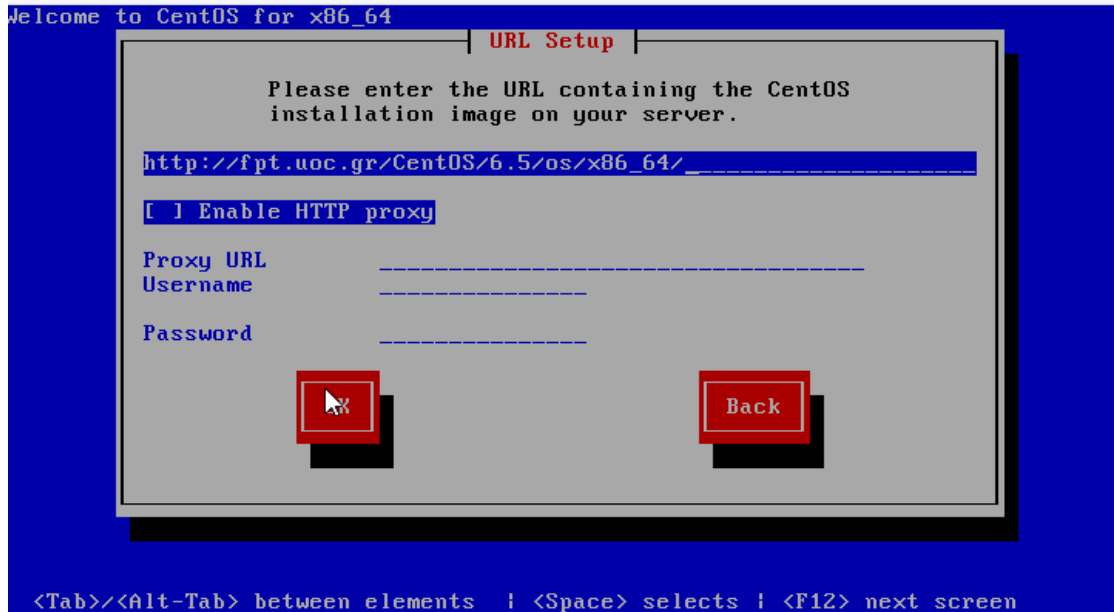 Welcome to CentOS for x86_64
URL Setup
Please enter the URL containing the CentOS
installation image on your server.
http://fpt.uoc.gr/CentOS/6.5/os/x86_64/
[ ] Enable HTTP proxy
Proxy URL
Username
Password
OK Back
<Tab>/<Alt-Tab> between elements | <Space> selects | <F12> next screen